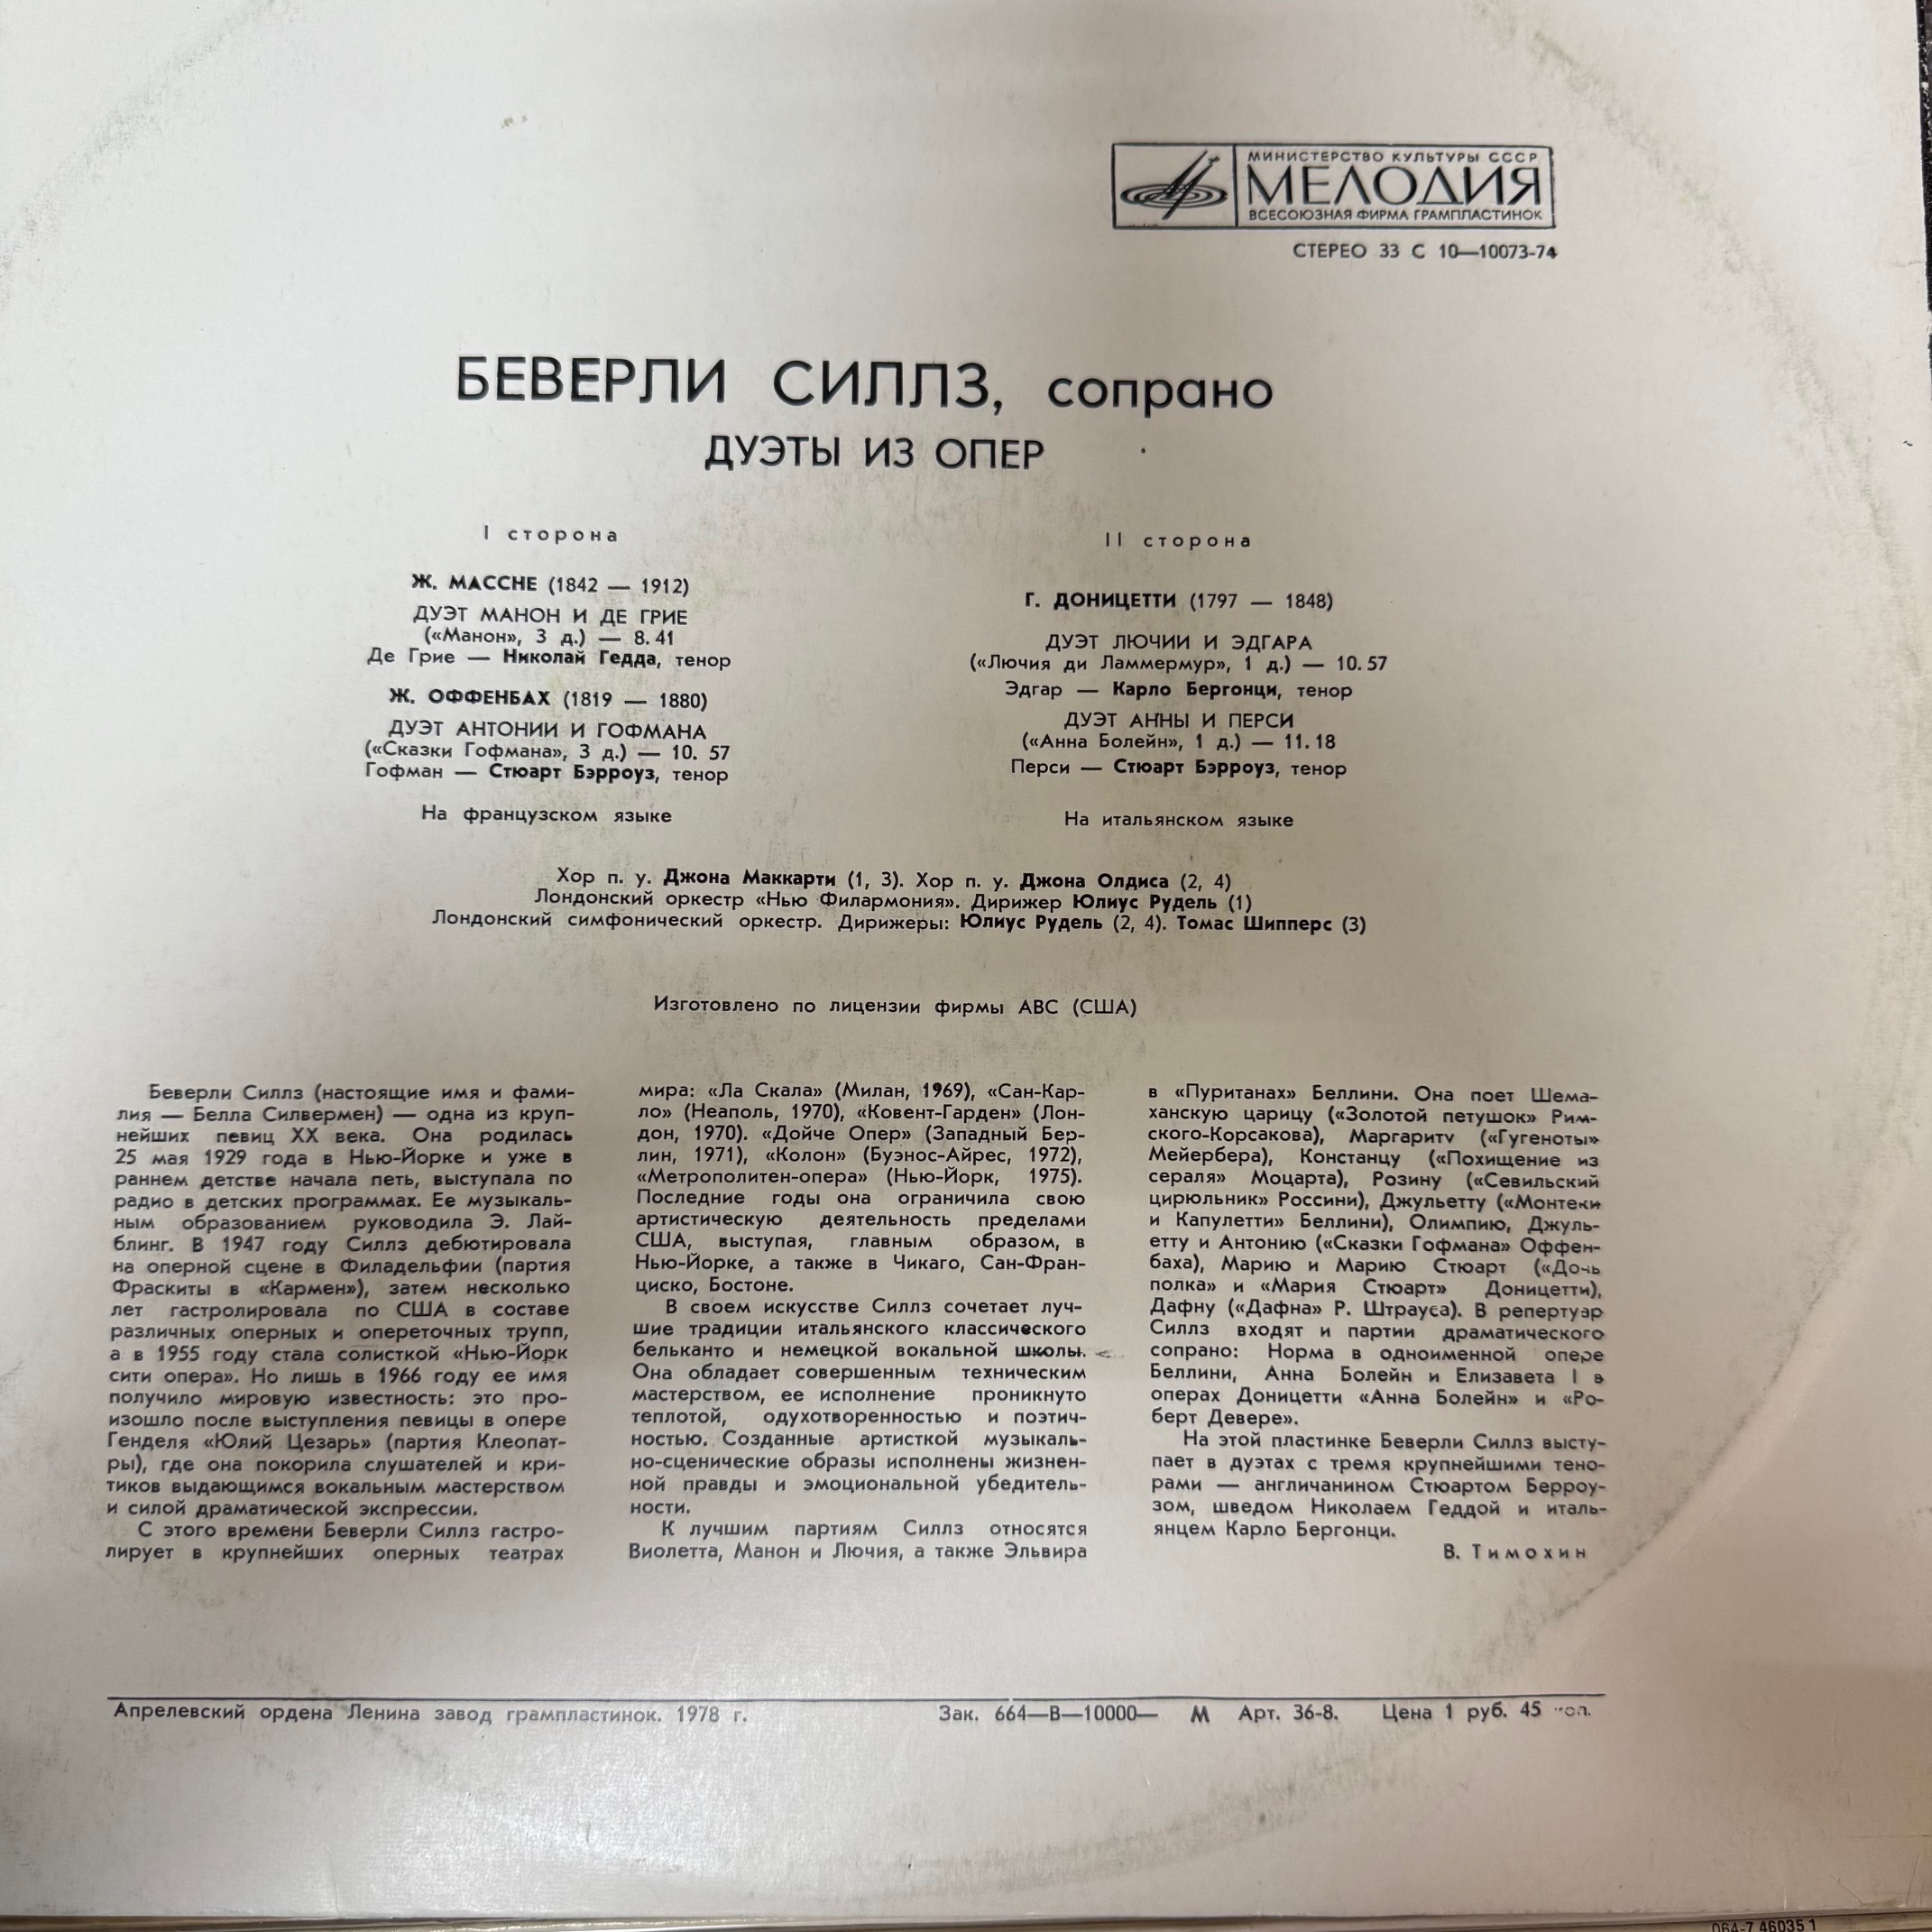 МИНИСТЕРСТВО КУЛЬТУРЫ СССР
МЕЛОДИЯ
ВСЕСОЮЗНАЯ ФИРМА ГРАМПЛАСТИНОК
СТЕРЕО 33 С 10—10073-74
БЕВЕРЛИ СИЛЛЗ, сопрано
ДУЭТЫ ИЗ ОПЕР
I сторона
Ж. МАССНЕ (1842 — 1912)
ДУЭТ МАНОН И ДЕ ГРИЕ
(«Манон», 3 д.) — 8.41
Де Грие — Николай Гедда, тенор
Ж. ОФФЕНБАХ (1819 — 1880)
ДУЭТ АНТОНИИ И ГОФМАНА
(«Сказки Гофмана», 3 д.) — 10. 57
Гофман — Стюарт Бэрроуз, тенор
На французском языке
II сторона
Г. ДОНИЦЕТТИ (1797 — 1848)
ДУЭТ ЛЮЧИИ И ЭДГАРА
(«Лючия ди Ламмермур», 1 д.) — 10.57
Эдгар — Карло Бергонци, тенор
ДУЭТ АННЫ И ПЕРСИ
(«Анна Болейн», 1 д.) — 11.18
Перси — Стюарт Бэрроуз, тенор
На итальянском языке
Хор п. у. Джона Маккарти (1, 3). Хор п. у. Джона Олдиса (2, 4)
Лондонский оркестр «Нью Филармония». Дирижер Юлиус Рудель (1)
Лондонский симфонический оркестр. Дирижеры: Юлиус Рудель (2, 4). Томас Шипперс (3)
Изготовлено по лицензии фирмы ABC (США)
Беверли Силлз (настоящие имя и фами-
лия — Белла Силвермен) — одна из круп-
нейших певиц XX века. Она родилась
25 мая 1929 года в Нью-Йорке и уже в
раннем детстве начала петь, выступала по
радио в детских программах. Ее музыкаль-
ным образованием руководила Э. Лай-
блинг. В 1947 году Силлз дебютировала
на оперной сцене в Филадельфии (партия
Фраскиты в «Кармен»), затем несколько
лет гастролировала по США в составе
различных оперных и опереточных трупп,
а в 1955 году стала солисткой «Нью-Йорк
сити опера». Но лишь в 1966 году ее имя
получило мировую известность: это про-
изошло после выступления певицы в опере
Генделя «Юлий Цезарь» (партия Клеопат-
ры), где она покорила слушателей и кри-
тиков выдающимся вокальным мастерством
и силой драматической экспрессии.
С этого времени Беверли Силлз гастро-
лирует в крупнейших оперных театрах
мира: «Ла Скала» (Милан, 1969), «Сан-Кар-
ло» (Неаполь, 1970), «Ковент-Гарден» (Лон-
дон, 1970). «Дойче Опер» (Западный Бер-
лин, 1971), «Колон» (Буэнос-Айрес, 1972),
«Метрополитен-опера» (Нью-Йорк, 1975).
Последние годы она ограничила свою
артистическую деятельность пределами
США, выступая, главным образом, в
Нью-Йорке, а также в Чикаго, Сан-Фран-
циско, Бостоне.
В своем искусстве Силлз сочетает луч-
шие традиции итальянского классического
бельканто и немецкой вокальной школы.
Она обладает совершенным техническим
мастерством, ее исполнение проникнуто
теплотой, одухотворенностью и поэтич-
ностью. Созданные артисткой музыкаль-
но-сценические образы исполнены жизнен-
ной правды и эмоциональной убедитель-
ности.
К лучшим партиям Силлз относятся
Виолетта, Манон и Лючия, а также Эльвира
в «Пуританах» Беллини. Она поет Шема-
ханскую царицу («Золотой петушок» Рим-
ского-Корсакова), Маргариту («Гугеноты»
Мейербера), Констанцу («Похищение из
сераля» Моцарта), Розину («Севильский
цирюльник» Россини), Джульетту («Монтеки
и Капулетти» Беллини), Олимпию, Джуль-
етту и Антонию («Сказки Гофмана» Оффен-
баха), Марию и Марию Стюарт («Дочь
полка» и «Мария Стюарт» Доницетти),
Дафну («Дафна» Р. Штрауса). В репертуар
Силлз входят и партии драматического
сопрано: Норма в одноименной опере
Беллини, Анна Болейн и Елизавета I в
операх Доницетти «Анна Болейн» и «Ро-
берт Девере».
На этой пластинке Беверли Силлз высту-
пает в дуэтах с тремя крупнейшими тено-
рами — англичанином Стюартом Берроу-
зом, шведом Николаем Геддой и италь-
янцем Карло Бергонци.
В. Тимохин
Апрелевский ордена Ленина завод грампластинок. 1978 г.
Зак. 664—В—10000— М Арт. 36-8. Цена 1 руб. 45 коп.
064-7 46035 1